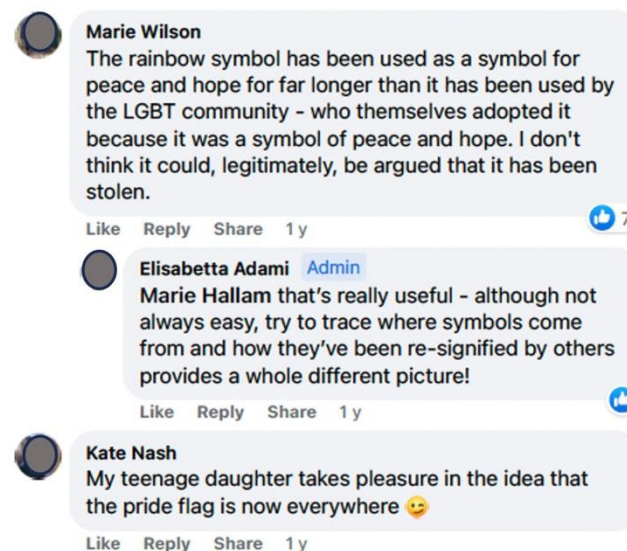 Marie Wilson
The rainbow symbol has been used as a symbol for
peace and hope for far longer than it has been used by
the LGBT community - who themselves adopted it
because it was a symbol of peace and hope. I don't
think it could, legitimately, be argued that it has been
stolen.
7
Like Reply Share 1 y
Elisabetta Adami Admin
Marie Hallam that's really useful - although not
always easy, try to trace where symbols come
from and how they've been re-signified by others
provides a whole different picture!
Like Reply Share 1 y
Kate Nash
My teenage daughter takes pleasure in the idea that
the pride flag is now everywhere 😉
Like Reply Share 1 y